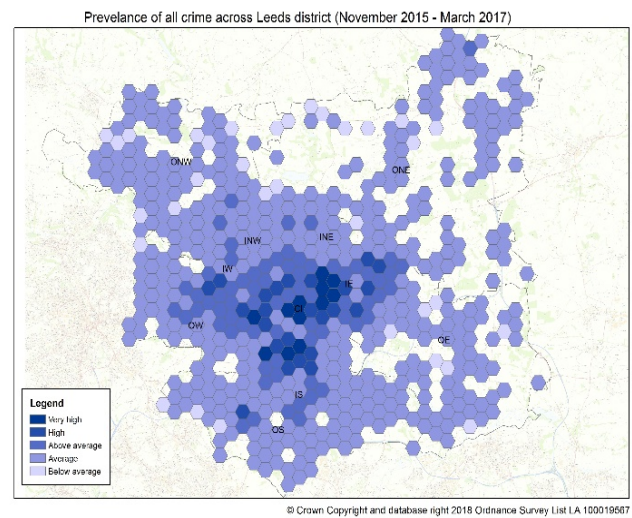 Prevelance of all crime across Leeds district (November 2015 - March 2017)
ONW
ONE
INW
INE
IW
IE
CI
OW
OE
IS
OS
Legend
Very high
High
Above average
Average
Below average
© Crown Copyright and database right 2018 Ordnance Survey List LA 100019567